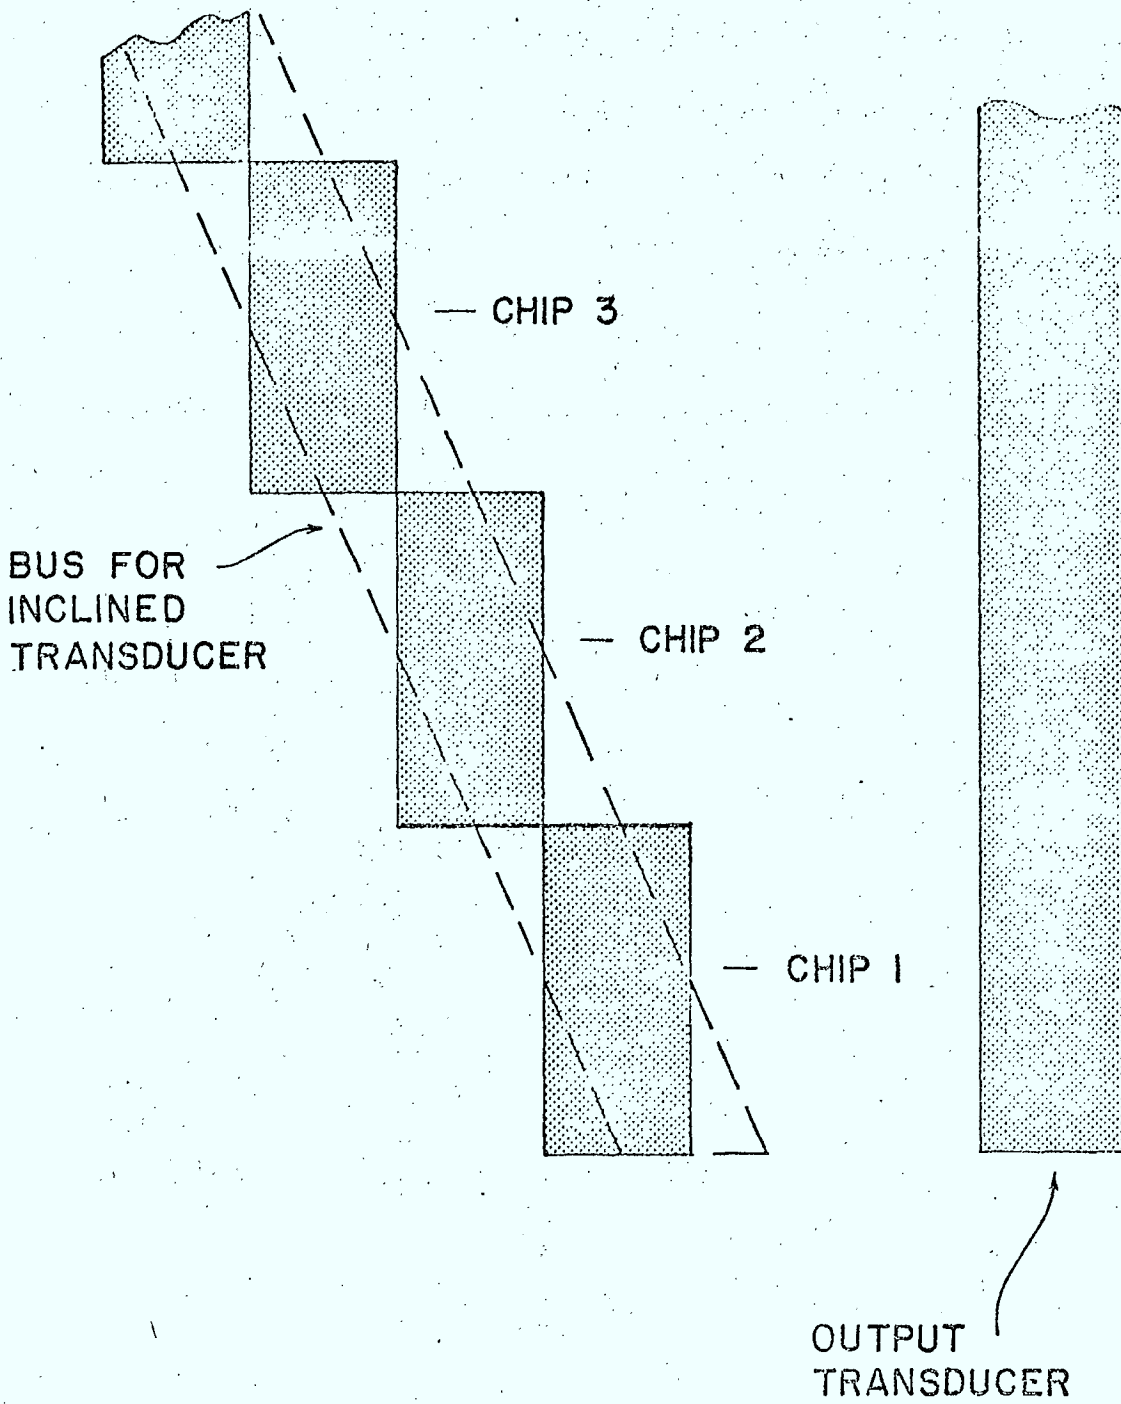 CHIP 3
BUS FOR
INCLINED
TRANSDUCER
CHIP 2
CHIP 1
OUTPUT
TRANSDUCER